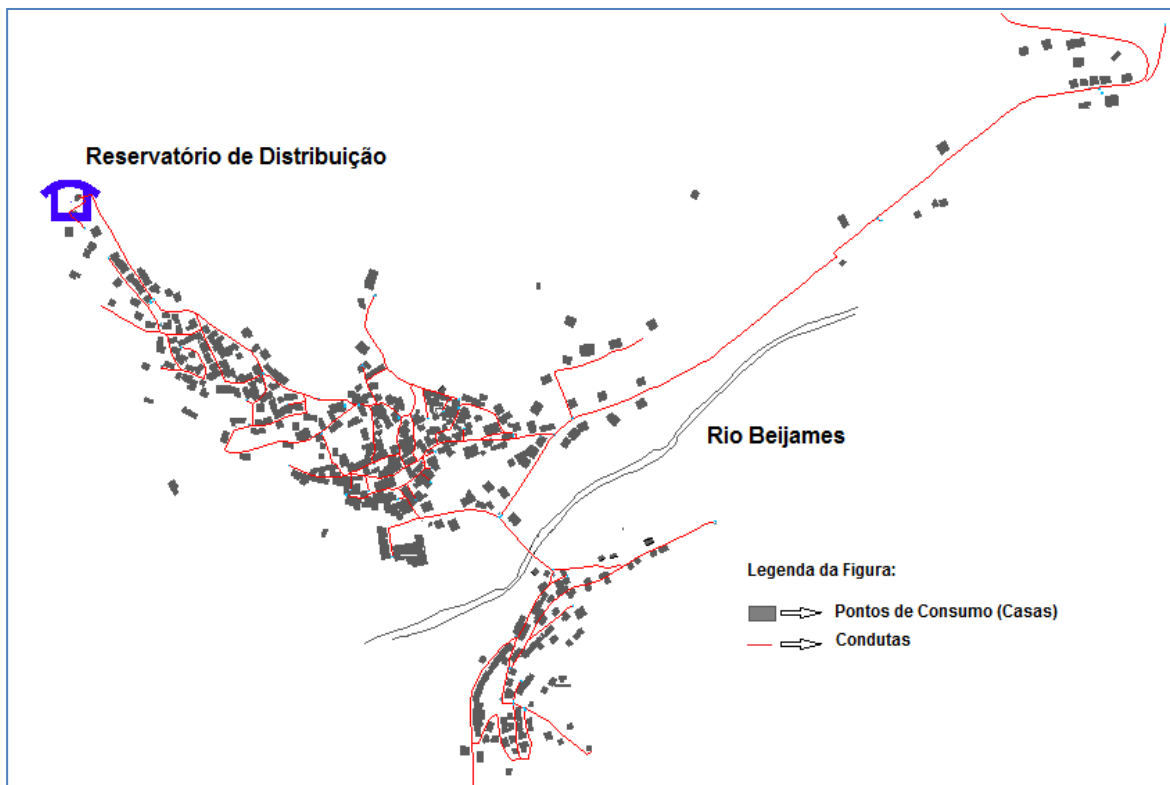 Reservatório de Distribuição
Rio Beijames
Legenda da Figura:
Pontos de Consumo (Casas)
Condutas